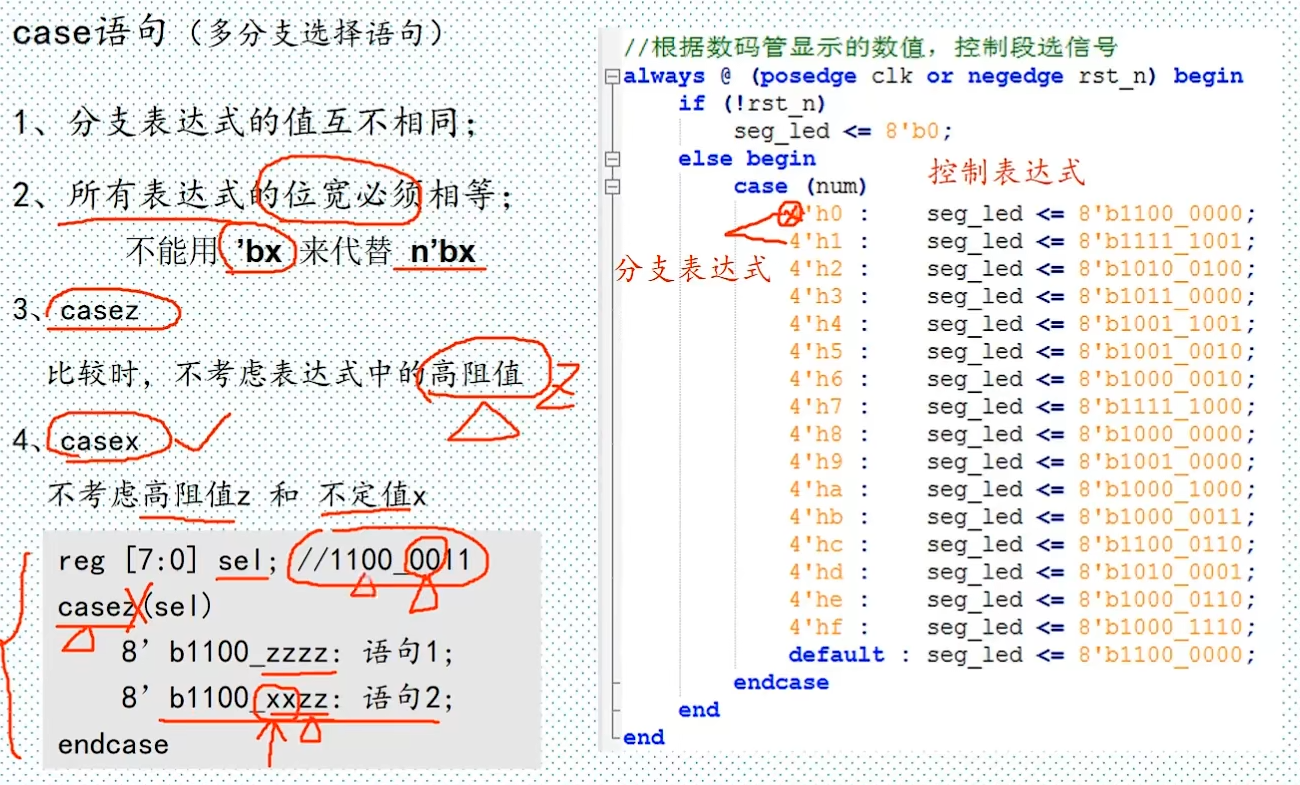 case语句（多分支选择语句）
1、分支表达式的值互不相同；
2、所有表达式的位宽必须相等；
不能用 'bx 来代替 n'bx
3、casez
比较时，不考虑表达式中的高阻值 Z
4、casex
不考虑高阻值z 和 不定值x
reg [7:0] sel; //1100_0011
casez(sel)
8’ b1100_zzzz: 语句1;
8’ b1100_xxzz: 语句2;
endcase
//根据数码管显示的数值，控制段选信号
always @ (posedge clk or negedge rst_n) begin
if (!rst_n)
seg_led <= 8'b0;
else begin
控制表达式
case (num)
分支表达式
4'h0 : seg_led <= 8'b1100_0000;
4'h1 : seg_led <= 8'b1111_1001;
4'h2 : seg_led <= 8'b1010_0100;
4'h3 : seg_led <= 8'b1011_0000;
4'h4 : seg_led <= 8'b1001_1001;
4'h5 : seg_led <= 8'b1001_0010;
4'h6 : seg_led <= 8'b1000_0010;
4'h7 : seg_led <= 8'b1111_1000;
4'h8 : seg_led <= 8'b1000_0000;
4'h9 : seg_led <= 8'b1001_0000;
4'ha : seg_led <= 8'b1000_1000;
4'hb : seg_led <= 8'b1000_0011;
4'hc : seg_led <= 8'b1100_0110;
4'hd : seg_led <= 8'b1010_0001;
4'he : seg_led <= 8'b1000_0110;
4'hf : seg_led <= 8'b1000_1110;
default : seg_led <= 8'b1100_0000;
endcase
end
end